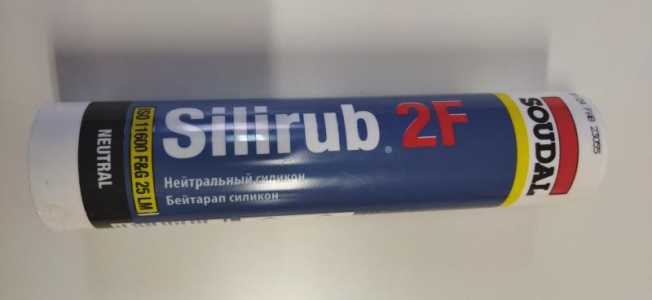 NEUTRAL
ISO 11600 F&G 25 LM
Silirub® 2F
Нейтральный силикон
Бейтарап силикон
SOUDAL